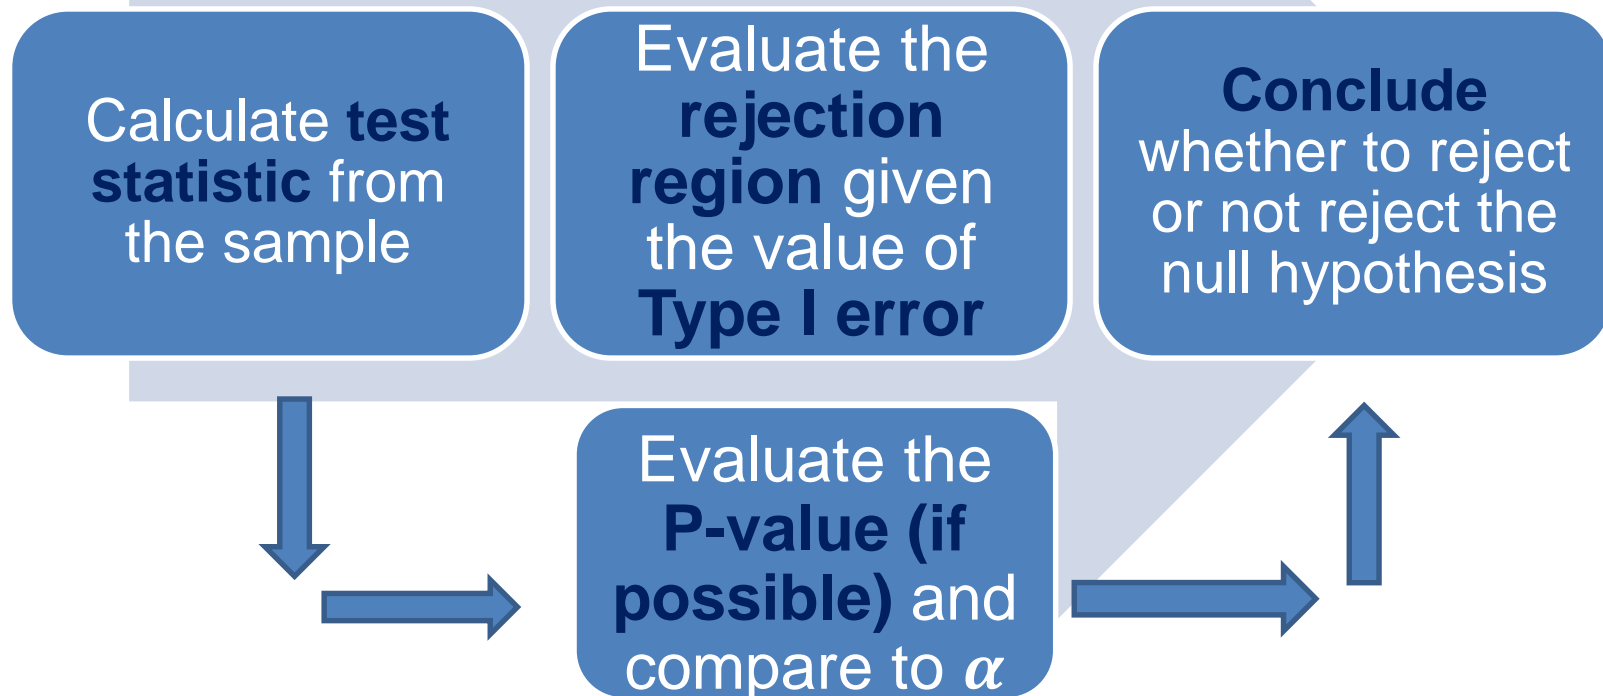 Calculate test
statistic from
the sample
Evaluate the
rejection
region given
the value of
Type I error
Conclude
whether to reject
or not reject the
null hypothesis
Evaluate the
P-value (if
possible) and
compare to α